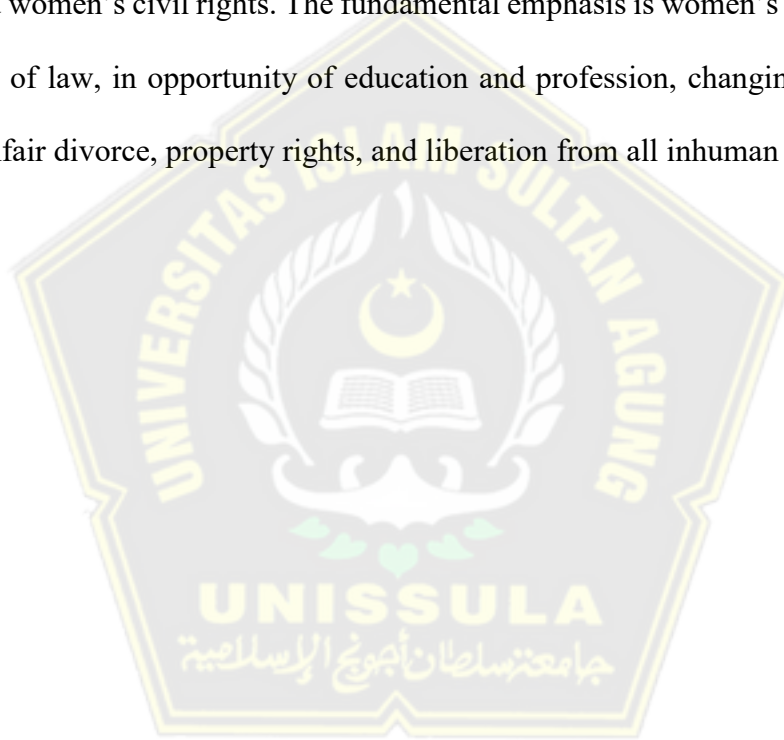 women's civil rights. The fundamental emphasis is women's
of law, in opportunity of education and profession,
divorce, property rights, and liberation from all inhuman
UNIVERSITAS ISLAM SULTAN AGUNG
UNISSULA
جامعة سلطان أجونج الإسلامية